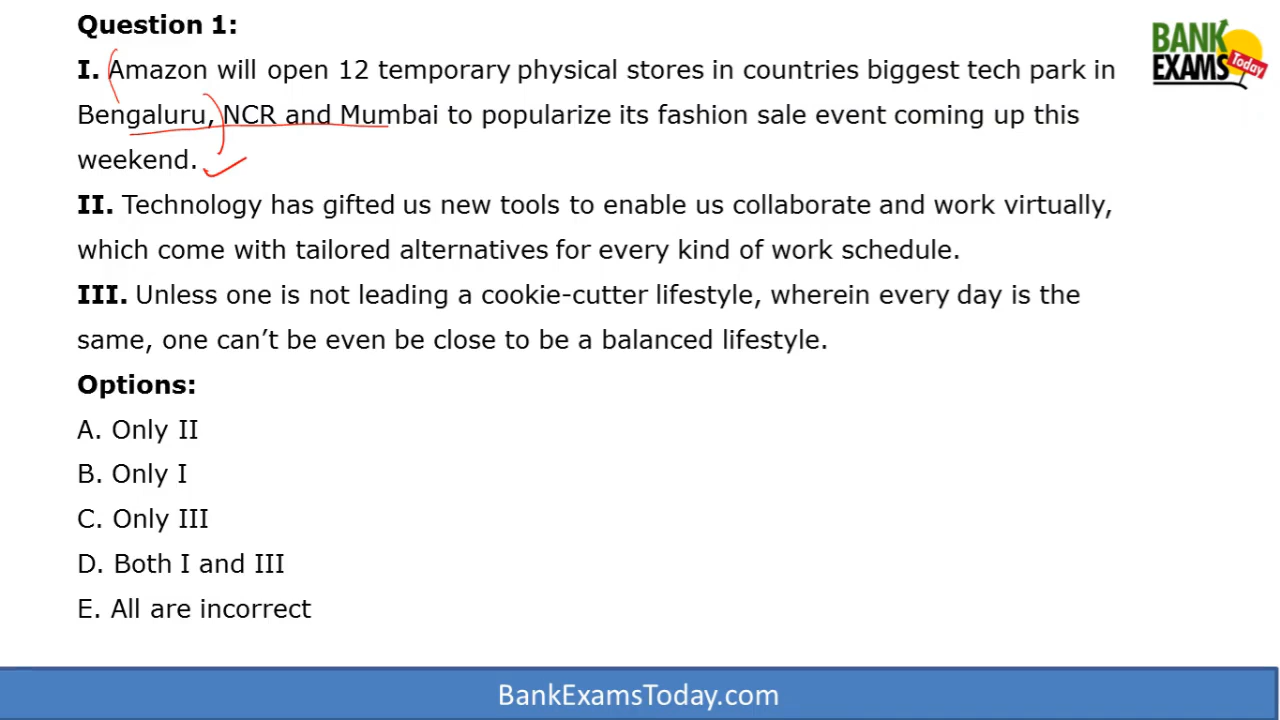 Question 1:
I. Amazon will open 12 temporary physical stores in countries biggest tech park in
Bengaluru, NCR and Mumbai to popularize its fashion sale event coming up this
weekend.
II. Technology has gifted us new tools to enable us collaborate and work virtually,
which come with tailored alternatives for every kind of work schedule.
III. Unless one is not leading a cookie-cutter lifestyle, wherein every day is the
same, one can’t be even be close to be a balanced lifestyle.
Options:
A. Only II
B. Only I
C. Only III
D. Both I and III
E. All are incorrect
BANK
EXAMS Today
BankExamsToday.com